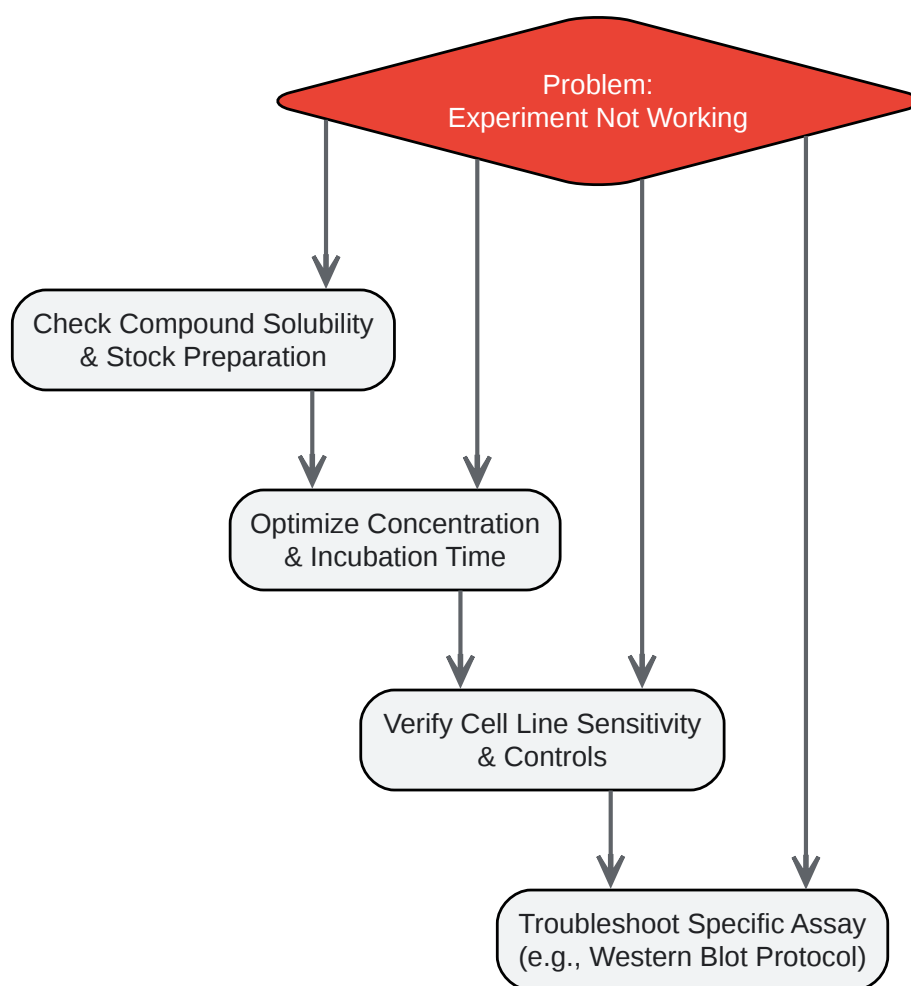 Problem:
Experiment Not Working
Check Compound Solubility
& Stock Preparation
Optimize Concentration
& Incubation Time
Verify Cell Line Sensitivity
& Controls
Troubleshoot Specific Assay
(e.g., Western Blot Protocol)